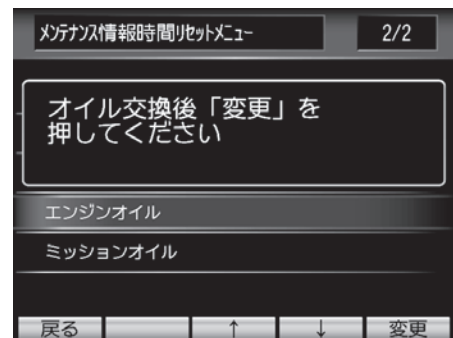 ﾒﾝﾃﾅﾝｽ情報時間ﾘｾｯﾄﾒﾆｭｰ 2/2
オイル交換後「変更」を
押してください
エンジンオイル
ミッションオイル
戻る ↑ ↓ 変更